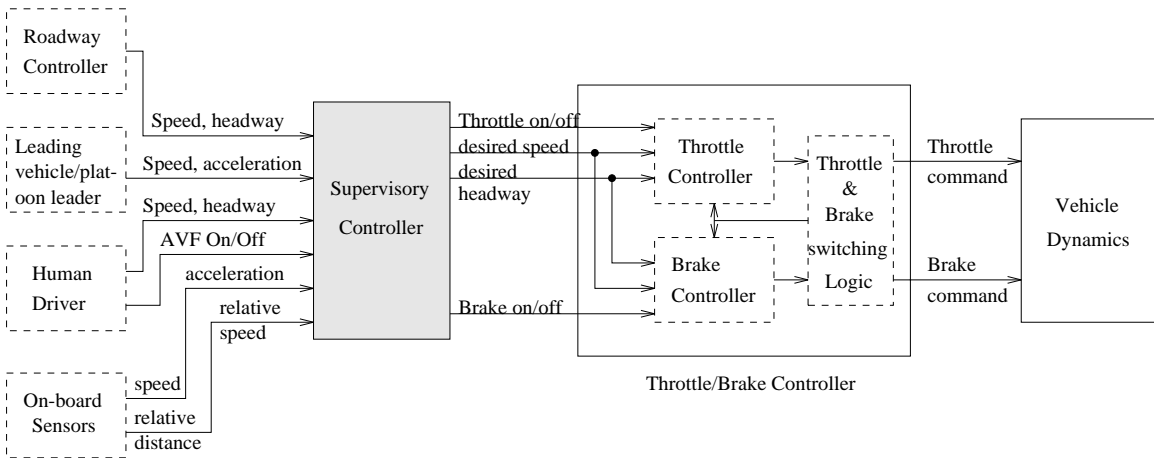 Roadway
Controller
Speed, headway
Leading
vehicle/plat-
oon leader
Speed, acceleration
Speed, headway
AVF On/Off
Human
Driver
acceleration
relative
speed
On-board
Sensors
speed
relative
distance
Supervisory
Controller
Throttle on/off
desired speed
desired
headway
Brake on/off
Throttle
Controller
Brake
Controller
Throttle
&
Brake
switching
Logic
Throttle/Brake Controller
Throttle
command
Brake
command
Vehicle
Dynamics